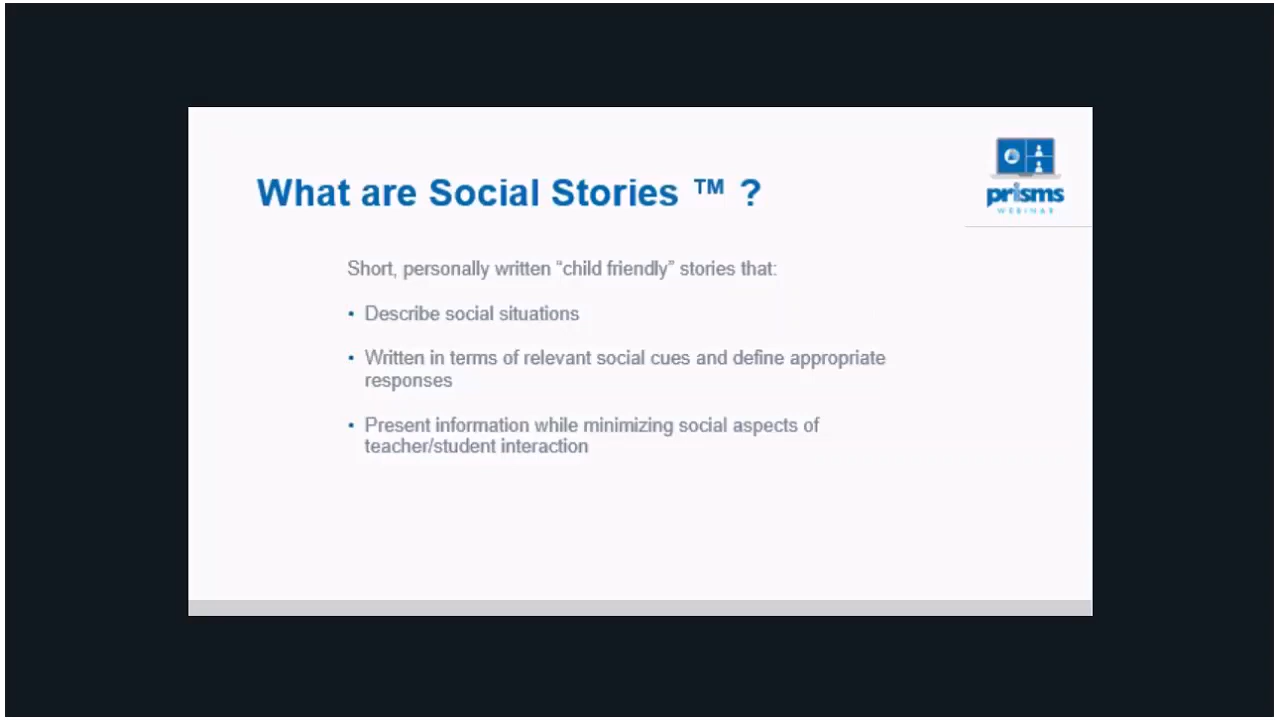 What are Social Stories ™ ?
prisms
WEBINAR
Short, personally written “child friendly” stories that:
• Describe social situations
• Written in terms of relevant social cues and define appropriate
responses
• Present information while minimizing social aspects of
teacher/student interaction